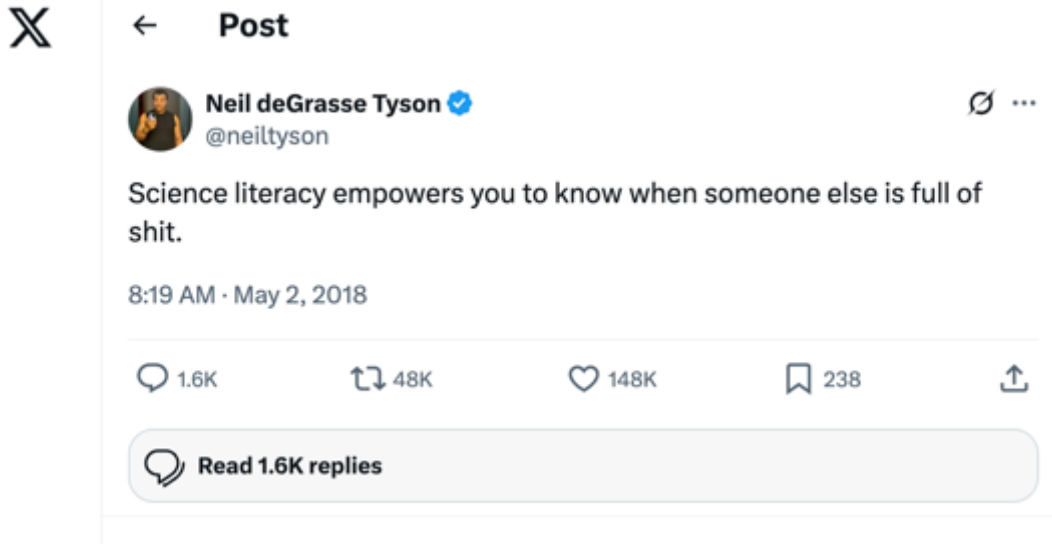 Post
Neil deGrasse Tyson
@neiltyson
Science literacy empowers you to know when someone else is full of
shit.
8:19 AM · May 2, 2018
1.6K 48K 148K 238
Read 1.6K replies